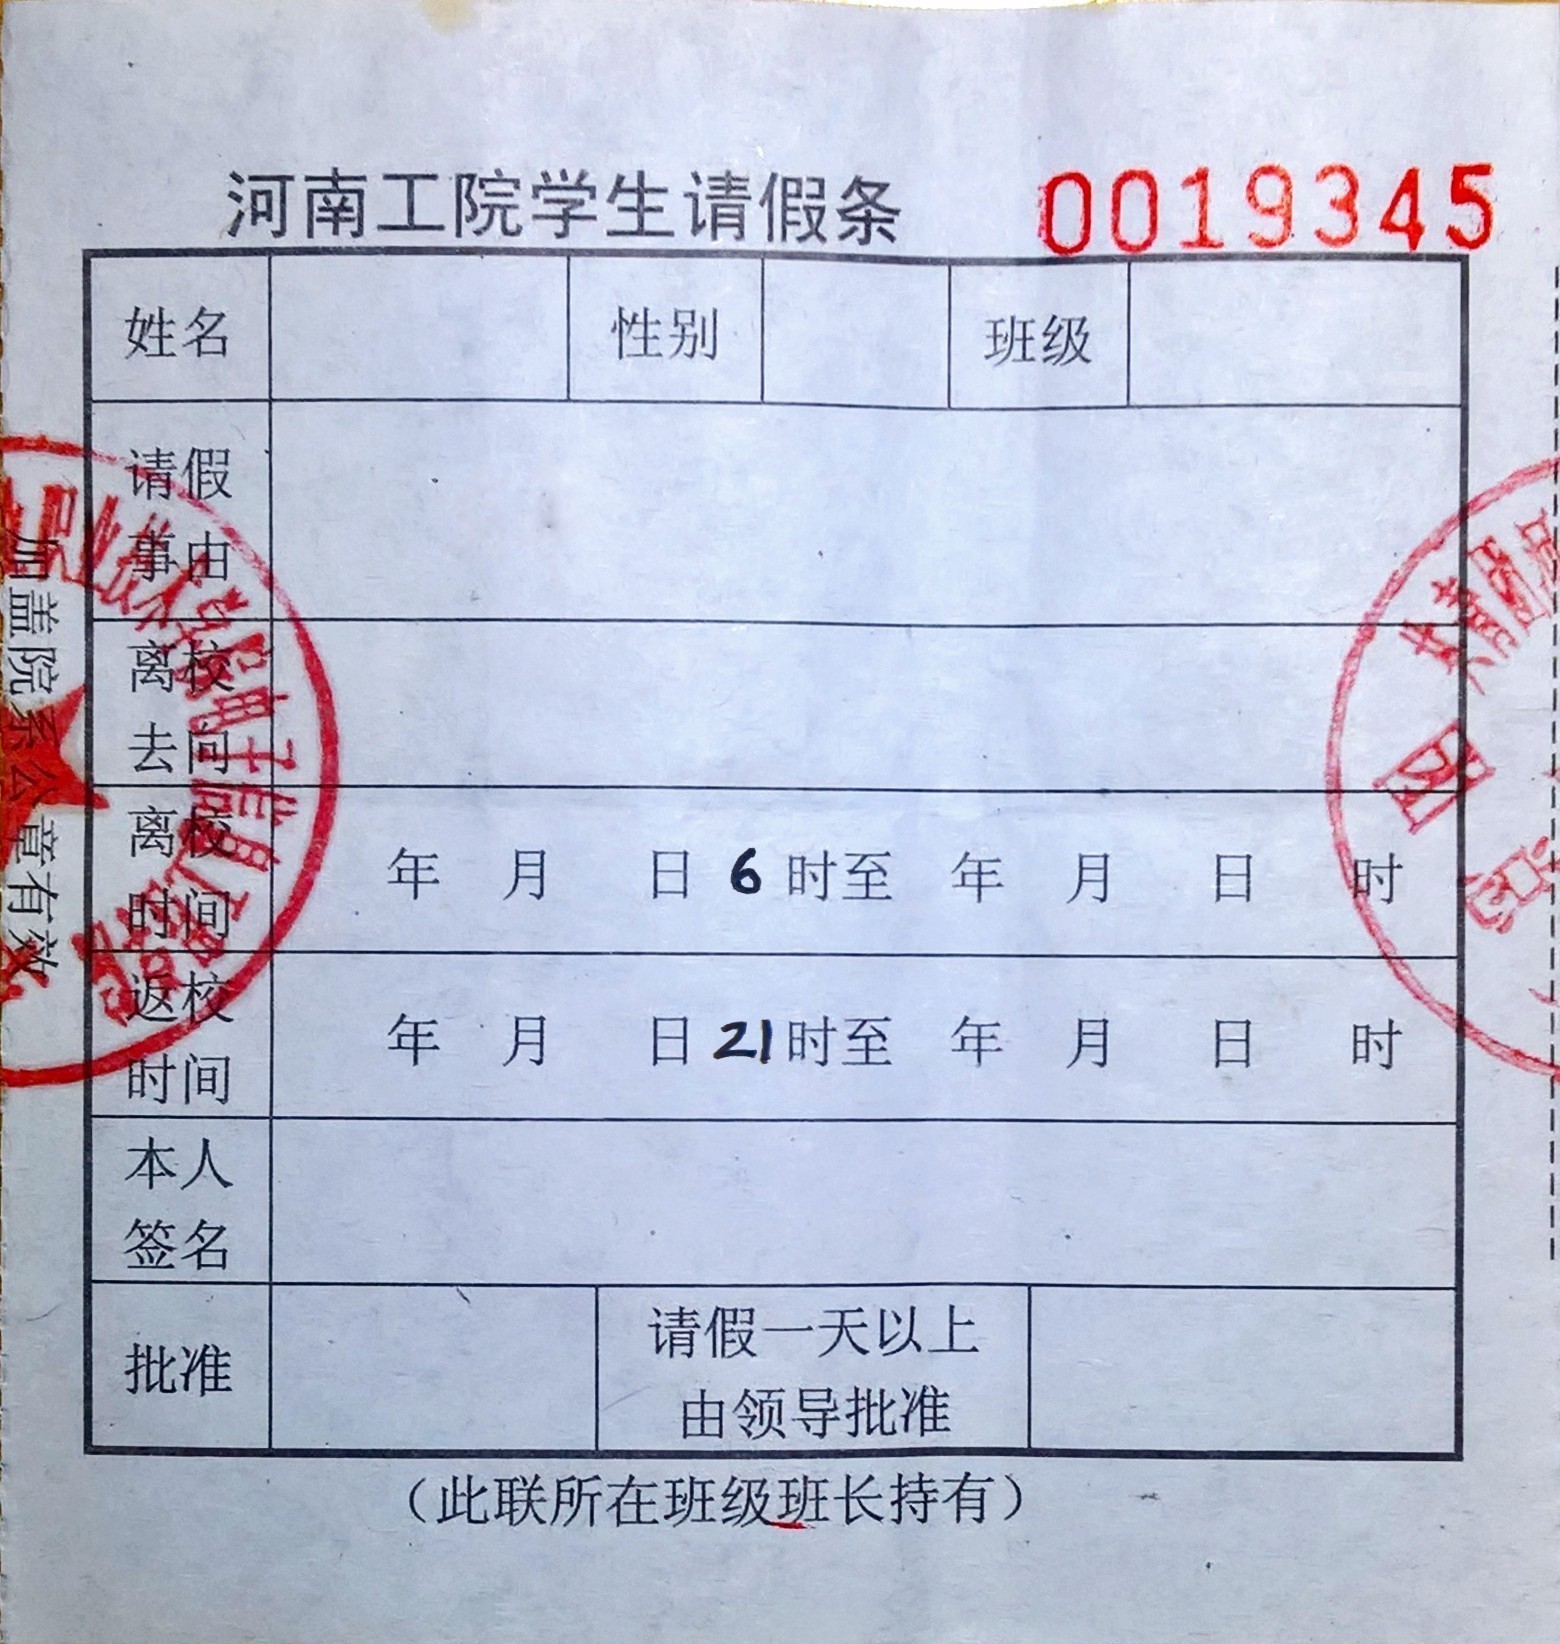 河南工院学生请假条 0019345
姓名 性别 班级
请假
事由
离校
去向
离校
时间
年 月 日 6 时至 年 月 日 时
返校
时间
年 月 日 21 时至 年 月 日 时
本人
签名
批准
请假一天以上
由领导批准
（此联所在班级班长持有）
加盖院系公章有效
团